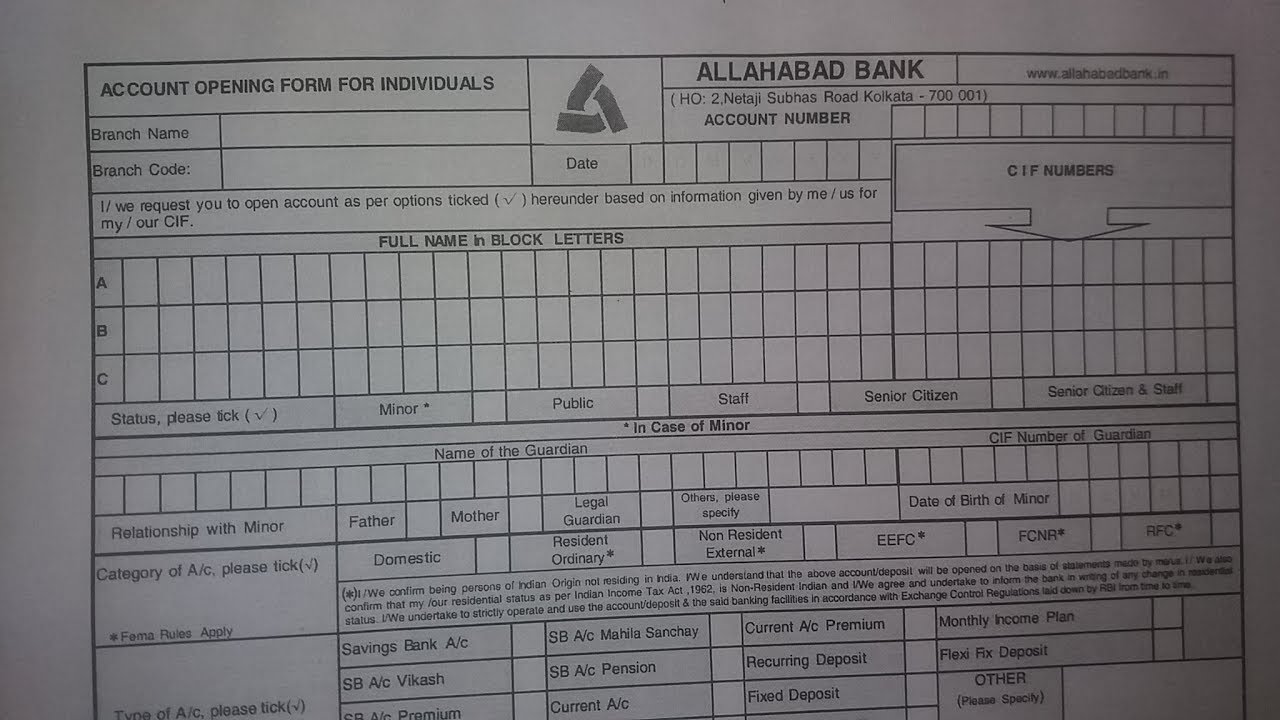 ACCOUNT OPENING FORM FOR INDIVIDUALS
ALLAHABAD BANK
www.allahabadbank.in
( HO: 2,Netaji Subhas Road Kolkata - 700 001)
Branch Name
ACCOUNT NUMBER
Branch Code:
Date
C I F NUMBERS
I/ we request you to open account as per options ticked ( √ ) hereunder based on information given by me / us for
my / our CIF.
FULL NAME In BLOCK LETTERS
A
B
C
Status, please tick ( √ )
Minor *
Public
Staff
Senior Citizen
Senior Citizen & Staff
* In Case of Minor
Name of the Guardian
CIF Number of Guardian
Relationship with Minor
Father
Mother
Legal
Guardian
Others, please
specify
Date of Birth of Minor
Category of A/c, please tick(√)
Domestic
Resident
Ordinary*
Non Resident
External*
EEFC*
FCNR*
RFC*
(*)I/We confirm being persons of Indian Origin not residing in India. I/We understand that the above account/deposit will be opened on the basis of statements made by me/us. I/ We also
confirm that my /our residential status as per Indian Income Tax Act ,1962, is Non-Resident Indian and I/We agree and undertake to inform the bank in writing of any change in residential
status. I/We undertake to strictly operate and use the account/deposit & the said banking facilities in accordance with Exchange Control Regulations laid down by RBI from time to time.
*Fema Rules Apply
Type of A/c, please tick(√)
Savings Bank A/c
SB A/c Mahila Sanchay
Current A/c Premium
Monthly Income Plan
SB A/c Vikash
SB A/c Pension
Recurring Deposit
Flexi Fix Deposit
SB A/c Premium
Current A/c
Fixed Deposit
OTHER
(Please Specify)